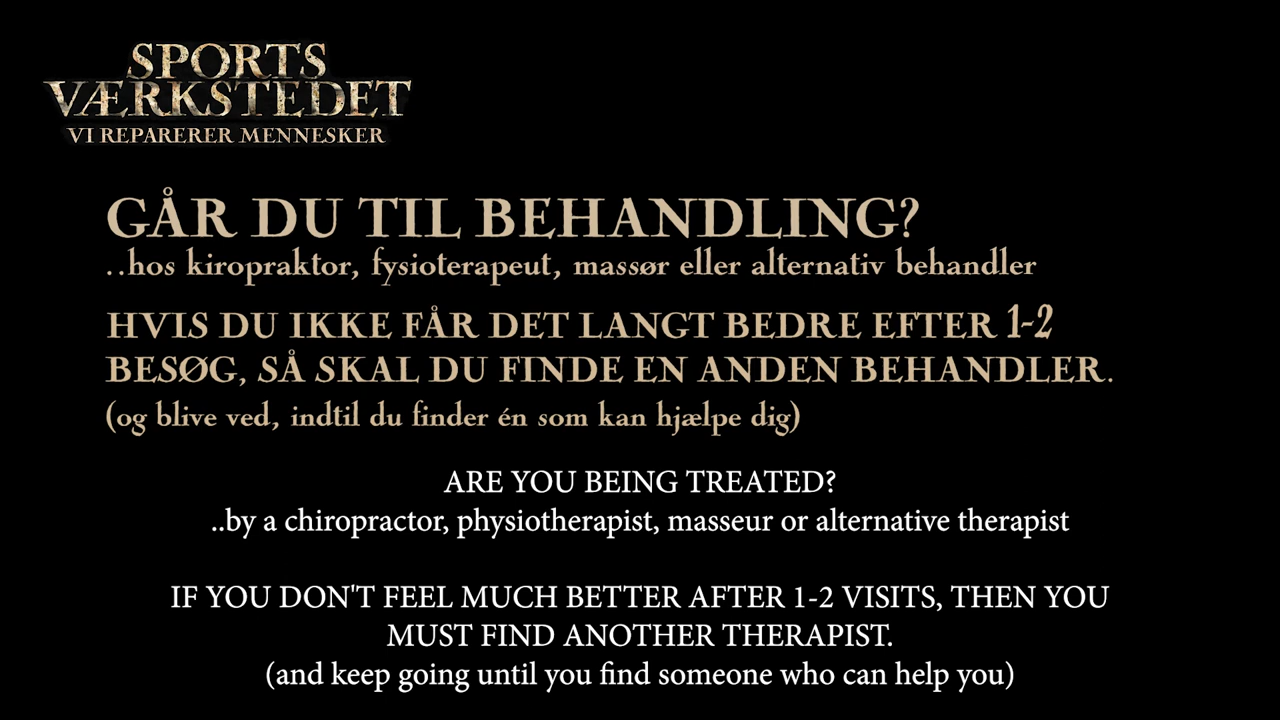 SPORTS
VÆRKSTEDET
VI REPARERER MENNESKER
GÅR DU TIL BEHANDLING?
..hos kiropraktor, fysioterapeut, massør eller alternativ behandler
HVIS DU IKKE FÅR DET LANGT BEDRE EFTER 1-2
BESØG, SÅ SKAL DU FINDE EN ANDEN BEHANDLER.
(og blive ved, indtil du finder én som kan hjælpe dig)
ARE YOU BEING TREATED?
..by a chiropractor, physiotherapist, masseur or alternative therapist
IF YOU DON'T FEEL MUCH BETTER AFTER 1-2 VISITS, THEN YOU
MUST FIND ANOTHER THERAPIST.
(and keep going until you find someone who can help you)